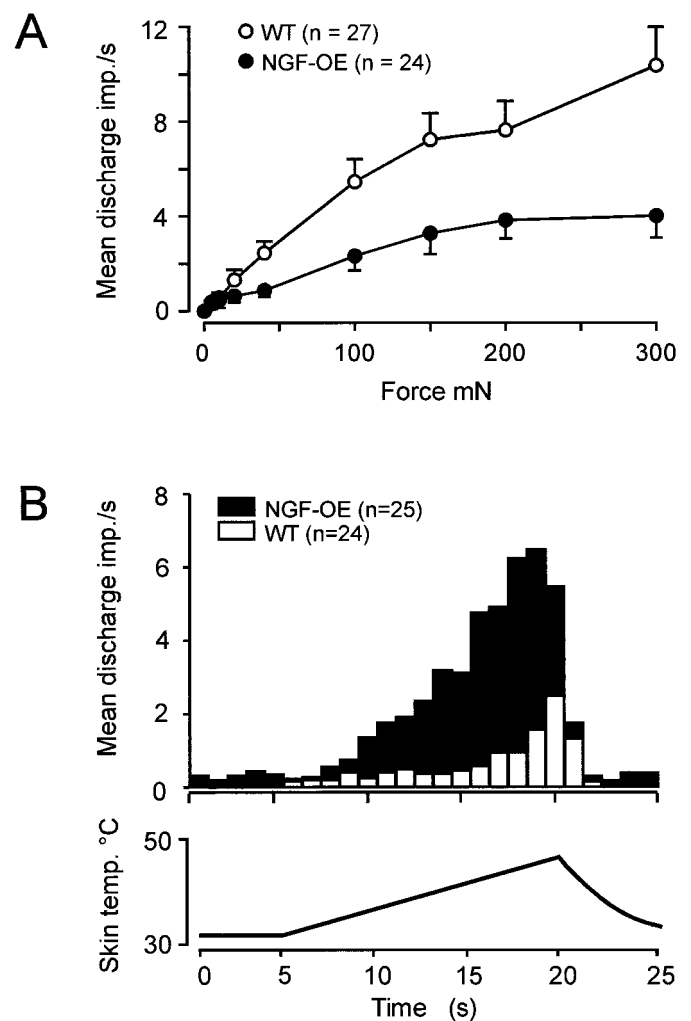 A
Mean discharge imp./s
12
8
4
0
WT (n = 27)
NGF-OE (n = 24)
0 100 200 300
Force mN
B
Mean discharge imp./s
8
6
4
2
0
NGF-OE (n=25)
WT (n=24)
Skin temp. °C
50
30
0 5 10 15 20 25
Time (s)